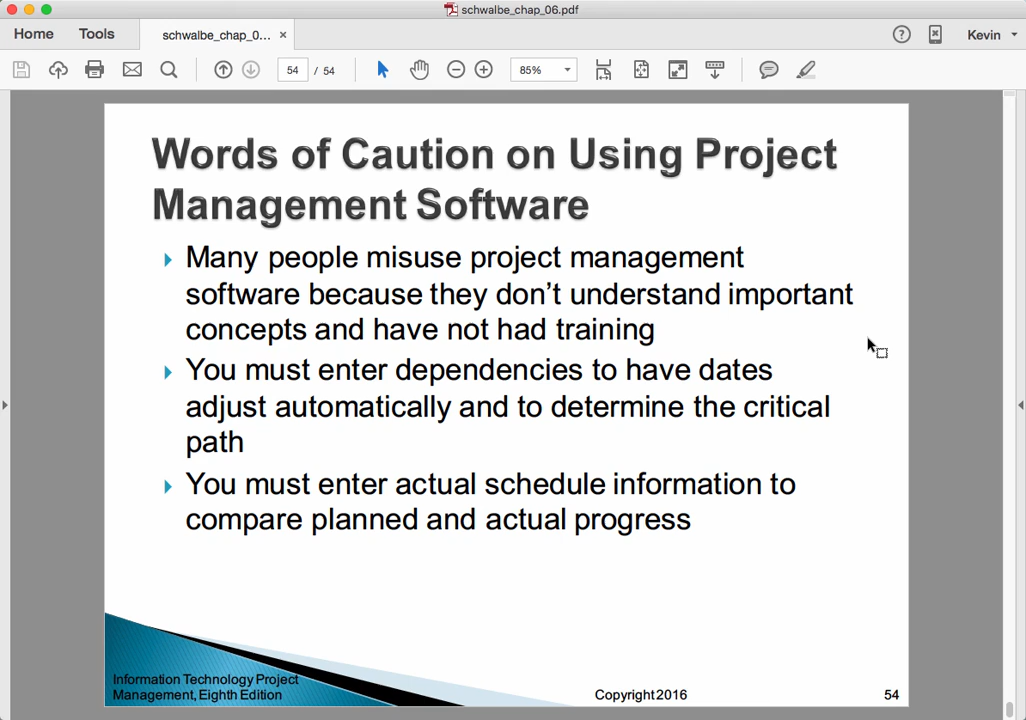 schwalbe_chap_06.pdf
Home Tools schwalbe_chap_0... × Kevin
54 / 54 85%
Words of Caution on Using Project
Management Software
Many people misuse project management
software because they don’t understand important
concepts and have not had training
You must enter dependencies to have dates
adjust automatically and to determine the critical
path
You must enter actual schedule information to
compare planned and actual progress
Information Technology Project
Management, Eighth Edition
Copyright 2016
54